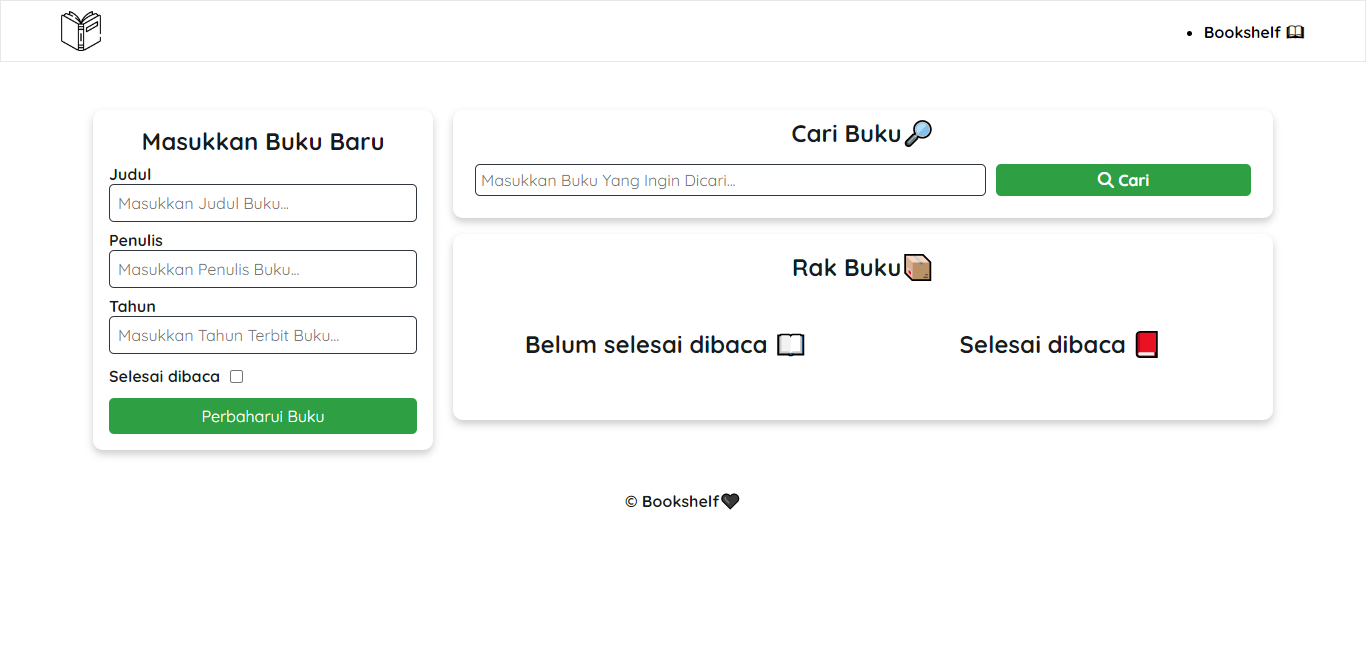 Bookshelf 📖
Masukkan Buku Baru
Judul
Masukkan Judul Buku...
Penulis
Masukkan Penulis Buku...
Tahun
Masukkan Tahun Terbit Buku...
Selesai dibaca
Perbaharui Buku
Cari Buku🔎
Masukkan Buku Yang Ingin Dicari...
Cari
Rak Buku📦
Belum selesai dibaca 📖
Selesai dibaca 📕
© Bookshelf🖤